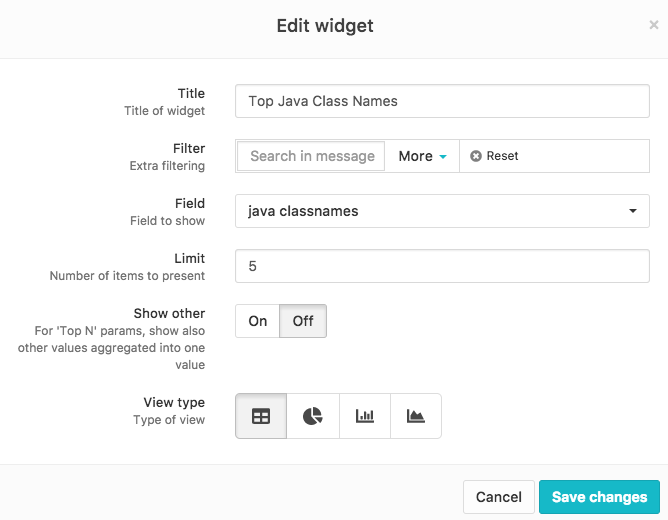 Edit widget
×
Title
Title of widget
Top Java Class Names
Filter
Extra filtering
Search in message
More
Reset
Field
Field to show
java classnames
Limit
Number of items to present
5
Show other
For 'Top N' params, show also
other values aggregated into one
value
On
Off
View type
Type of view
Cancel
Save changes